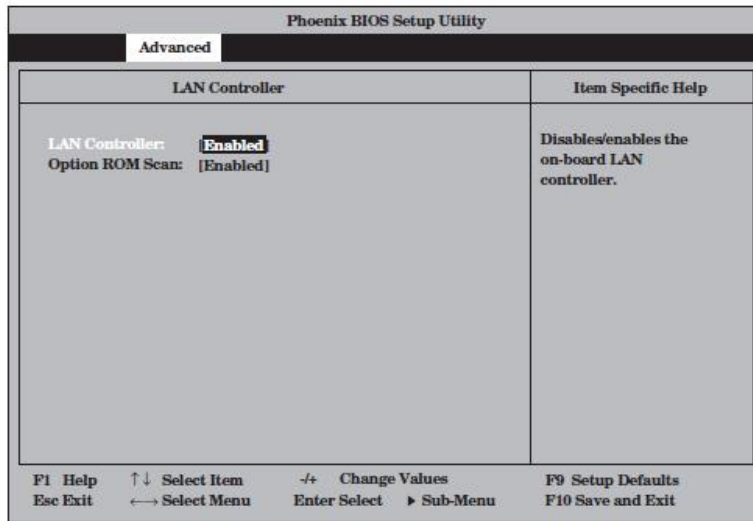 Phoenix BIOS Setup Utility
Advanced
LAN Controller
Item Specific Help
LAN Controller: [Enabled]
Option ROM Scan: [Enabled]
Disables/enables the
on-board LAN
controller.
F1 Help ↑↓ Select Item -/+ Change Values F9 Setup Defaults
Esc Exit ←→ Select Menu Enter Select ▶ Sub-Menu F10 Save and Exit